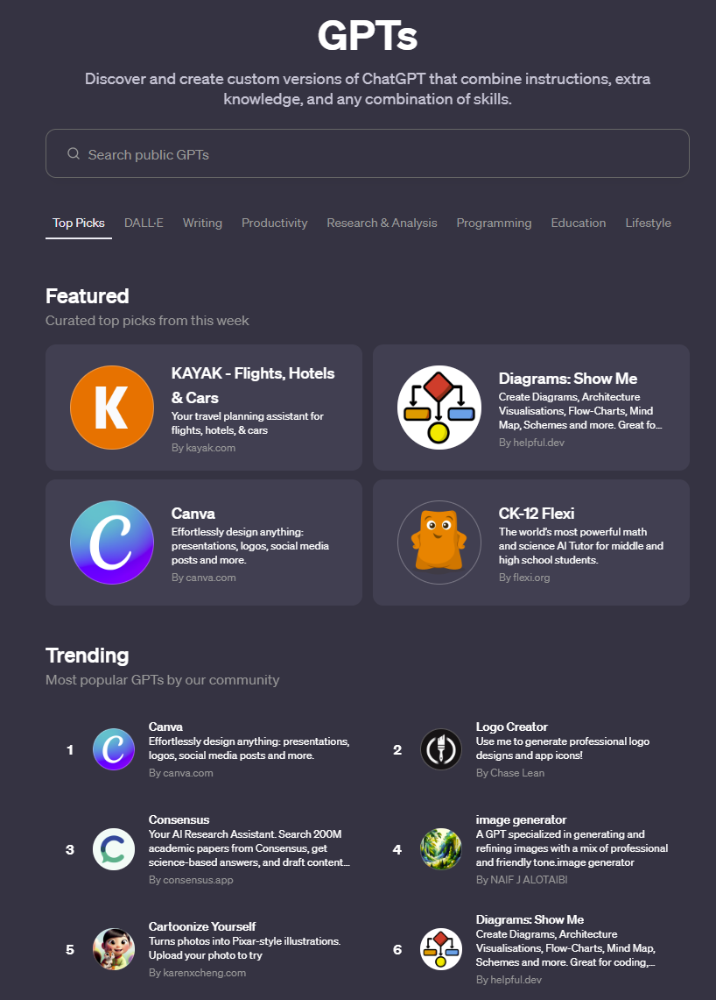 GPTs
Discover and create custom versions of ChatGPT that combine instructions, extra
knowledge, and any combination of skills.
Search public GPTs
Top Picks DALL·E Writing Productivity Research & Analysis Programming Education Lifestyle
Featured
Curated top picks from this week
K
KAYAK - Flights, Hotels
& Cars
Your travel planning assistant for
flights, hotels, & cars
By kayak.com
Diagrams: Show Me
Create Diagrams, Architecture
Visualisations, Flow-Charts, Mind
Map, Schemes and more. Great fo...
By helpful.dev
C
Canva
Effortlessly design anything:
presentations, logos, social media
posts and more.
By canva.com
CK-12 Flexi
The world's most powerful math
and science AI Tutor for middle and
high school students.
By flexi.org
Trending
Most popular GPTs by our community
1
C
Canva
Effortlessly design anything: presentations,
logos, social media posts and more.
By canva.com
2
Logo Creator
Use me to generate professional logo
designs and app icons!
By Chase Lean
3
C
Consensus
Your AI Research Assistant. Search 200M
academic papers from Consensus, get
science-based answers, and draft content...
By consensus.app
4
image generator
A GPT specialized in generating and
refining images with a mix of professional
and friendly tone.image generator
By NAIF J ALOTAIBI
5
Cartoonize Yourself
Turns photos into Pixar-style illustrations.
Upload your photo to try
By karenxcheng.com
6
Diagrams: Show Me
Create Diagrams, Architecture
Visualisations, Flow-Charts, Mind Map,
Schemes and more. Great for coding,...
By helpful.dev